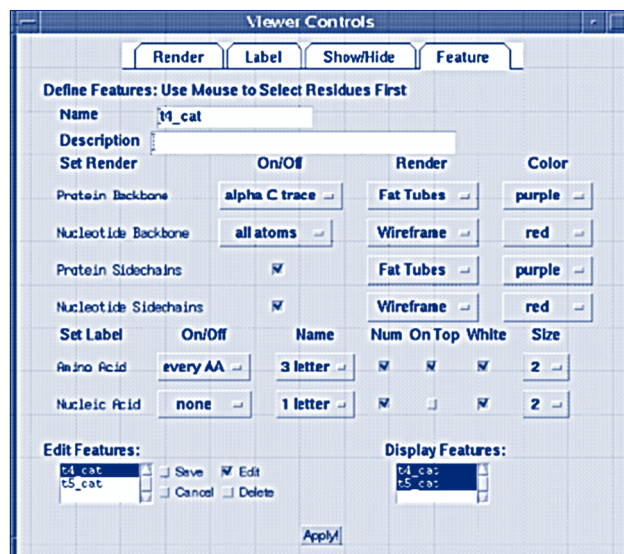 Viewer Controls
Render Label Show/Hide Feature
Define Features: Use Mouse to Select Residues First
Name t4_cat
Description
Set Render On/Off Render Color
Protein Backbone alpha C trace Fat Tubes purple
Nucleotide Backbone all atoms Wireframe red
Protein Sidechains Fat Tubes purple
Nucleotide Sidechains Wireframe red
Set Label On/Off Name Num On Top White Size
Amino Acid every AA 3 letter 2
Nucleic Acid none 1 letter 2
Edit Features: Display Features:
t4_cat Save Edit t4_cat
t5_cat Cancel Delete t5_cat
Apply!